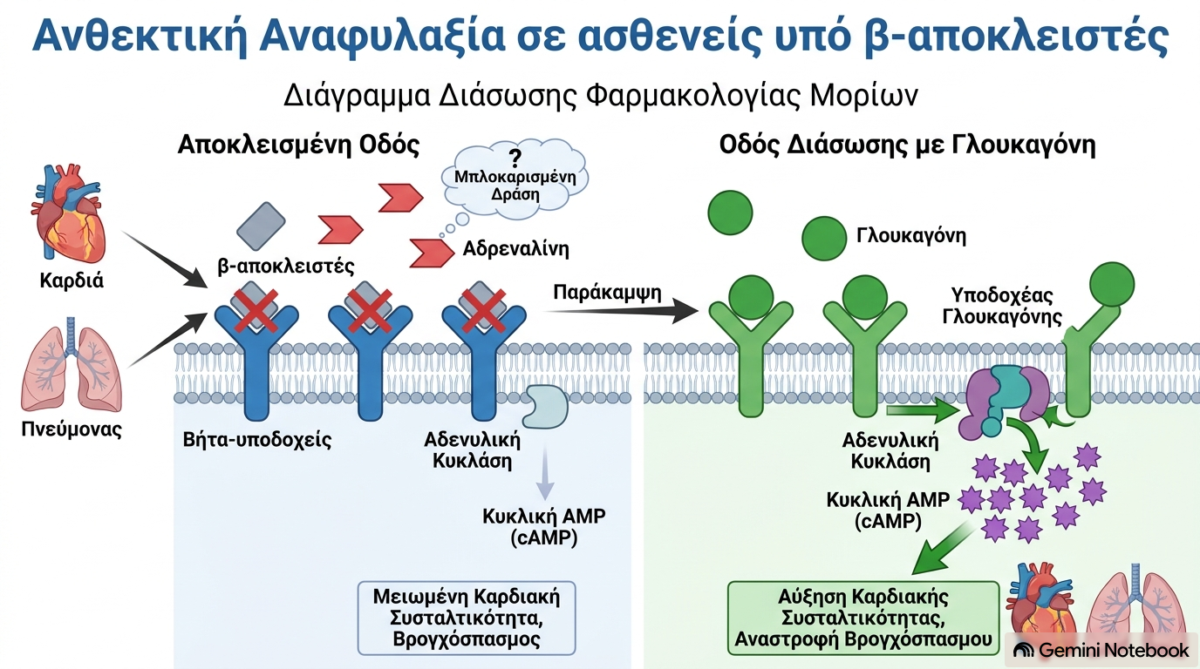 Ανθεκτική Αναφυλαξία σε ασθενείς υπό β-αποκλειστές
Διάγραμμα Διάσωσης Φαρμακολογίας Μορίων
Αποκλεισμένη Οδός
?
Μπλοκαρισμένη
Δράση
Καρδιά
β-αποκλειστές
Αδρεναλίνη
Πνεύμονας
Βήτα-υποδοχείς
Αδενυλική
Κυκλάση
Κυκλική AMP
(cAMP)
Μειωμένη Καρδιακή
Συσταλτικότητα,
Βρογχόσπασμος
Παράκαμψη
Οδός Διάσωσης με Γλουκαγόνη
Γλουκαγόνη
Υποδοχέας
Γλουκαγόνης
Αδενυλική
Κυκλάση
Κυκλική AMP
(cAMP)
Αύξηση Καρδιακής
Συσταλτικότητας,
Αναστροφή Βρογχόσπασμου
Gemini Notebook